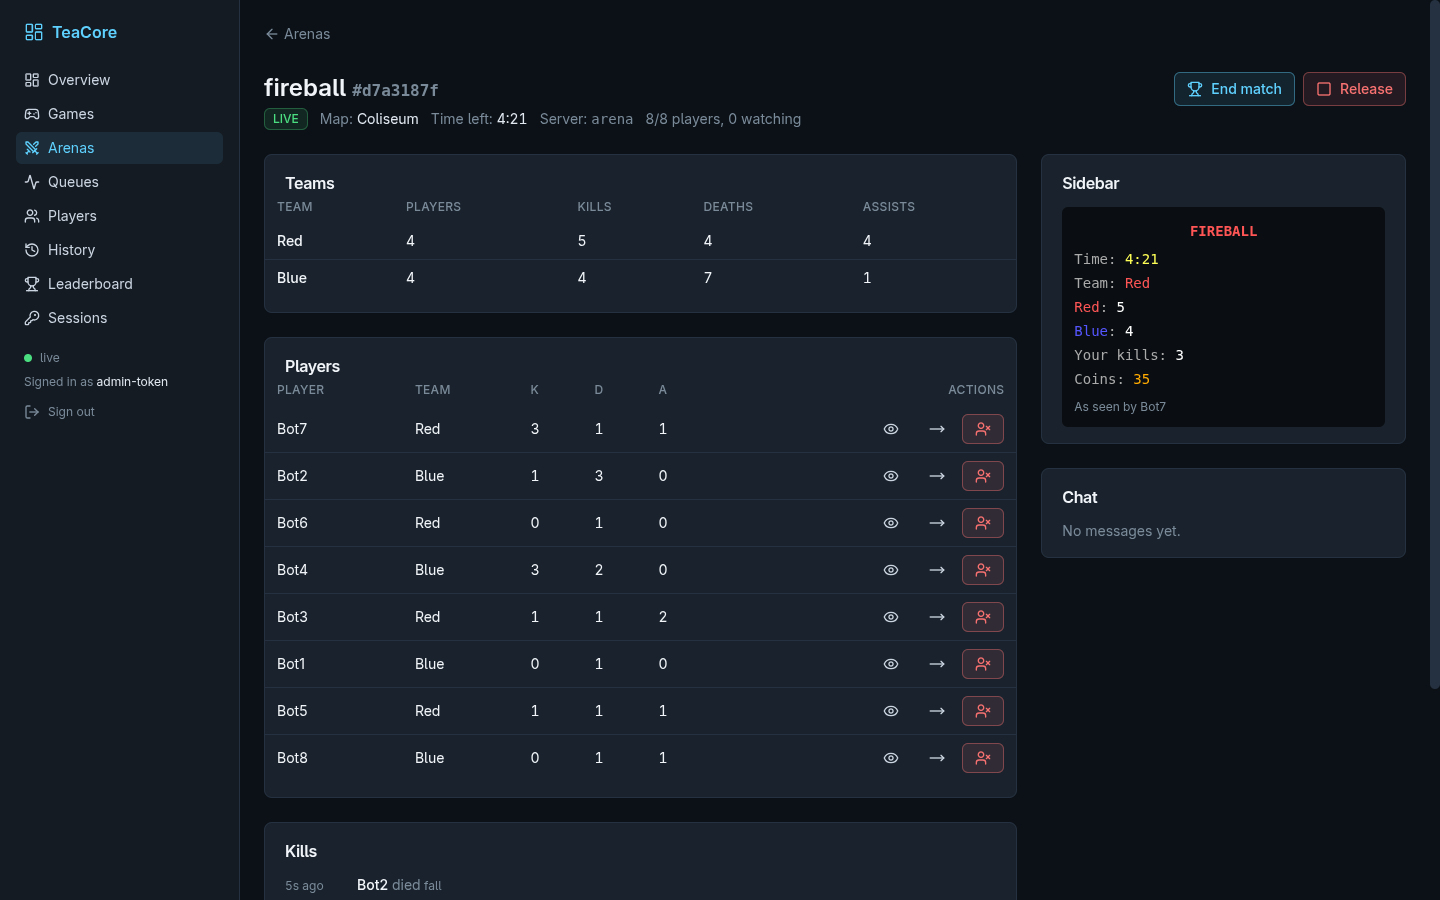 TeaCore
Overview
Games
Arenas
Queues
Players
History
Leaderboard
Sessions
live
Signed in as admin-token
Sign out
Arenas
fireball #d7a3187f
End match
Release
LIVE Map: Coliseum Time left: 4:21 Server: arena 8/8 players, 0 watching
Teams
TEAM PLAYERS KILLS DEATHS ASSISTS
Red 4 5 4 4
Blue 4 4 7 1
Players
PLAYER TEAM K D A ACTIONS
Bot7 Red 3 1 1
Bot2 Blue 1 3 0
Bot6 Red 0 1 0
Bot4 Blue 3 2 0
Bot3 Red 1 1 2
Bot1 Blue 0 1 0
Bot5 Red 1 1 1
Bot8 Blue 0 1 1
Kills
5s ago Bot2 died fall
Sidebar
FIREBALL
Time: 4:21
Team: Red
Red: 5
Blue: 4
Your kills: 3
Coins: 35
As seen by Bot7
Chat
No messages yet.